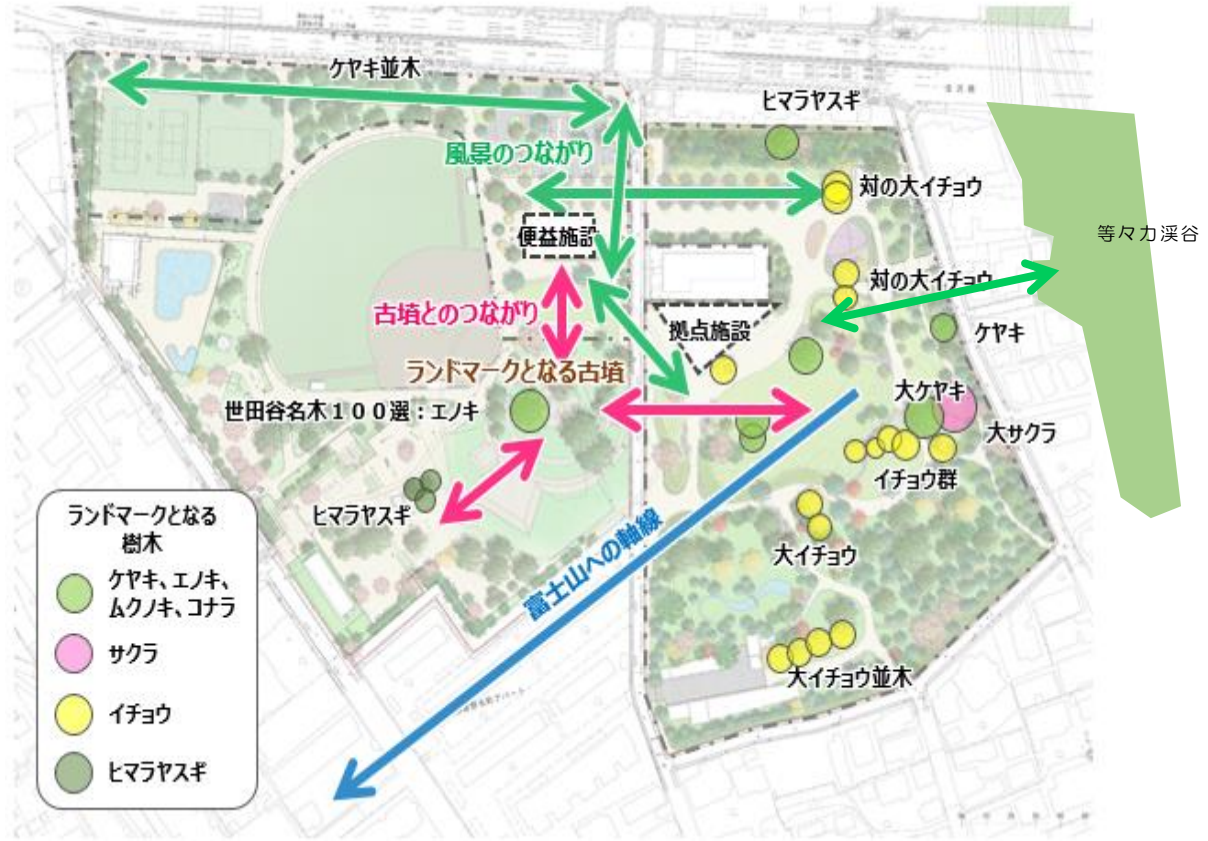 ケヤキ並木
ヒマラヤスギ
風景のつながり
対の大イチョウ
等々力渓谷
便益施設
対の大イチョウ
古墳とのつながり
拠点施設
ケヤキ
ランドマークとなる古墳
大ケヤキ
世田谷名木100選:エノキ
大サクラ
イチョウ群
ヒマラヤスギ
大イチョウ
富士山への軸線
大イチョウ並木
ランドマークとなる
樹木
ケヤキ、エノキ、
ムクノキ、コナラ
サクラ
イチョウ
ヒマラヤスギ